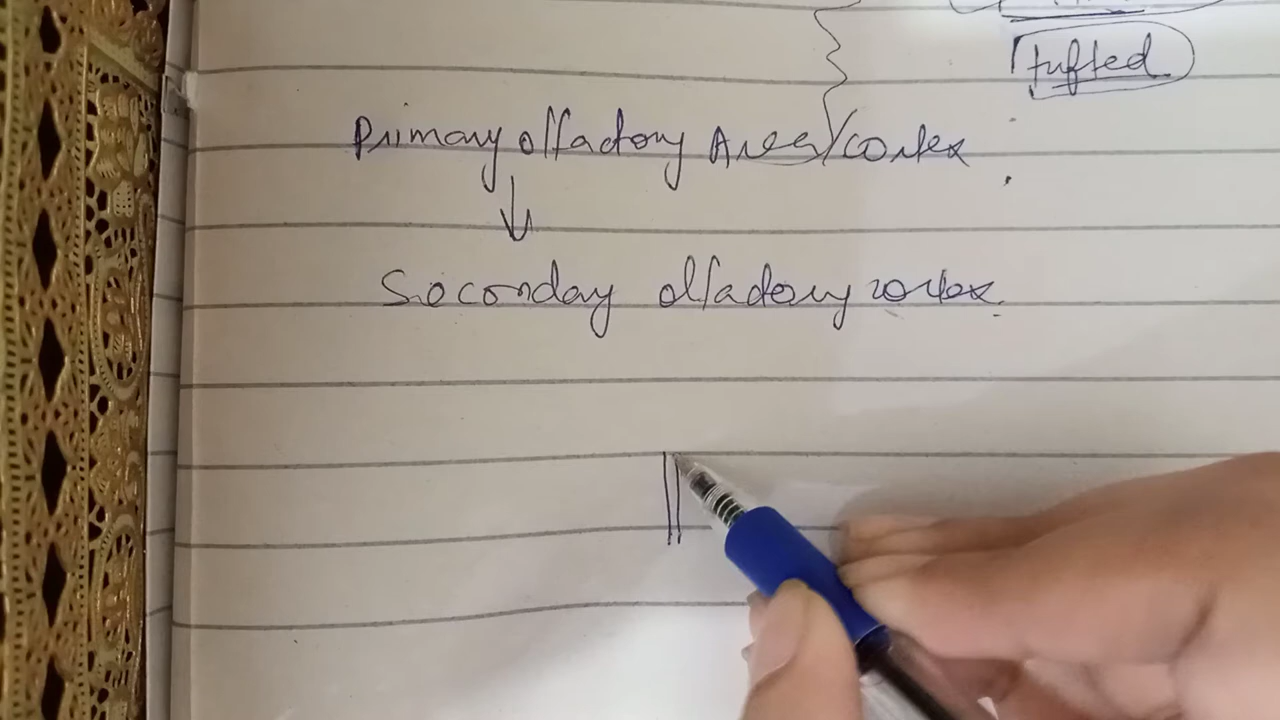 tufted
Primary olfactory Area/cortex
Secondary olfactory cortex